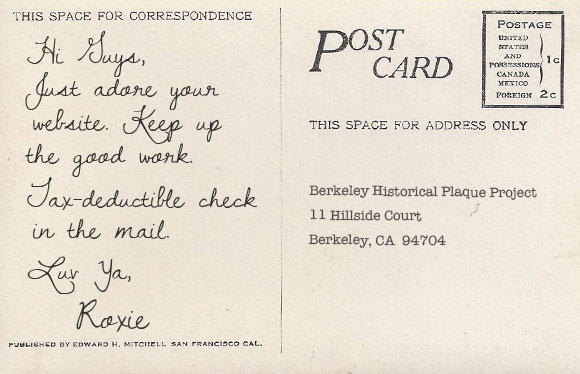 THIS SPACE FOR CORRESPONDENCE
Hi Guys,
Just adore your
website. Keep up
the good work.
Tax-deductible check
in the mail.
Luv Ya,
Roxie
PUBLISHED BY EDWARD H. MITCHELL SAN FRANCISCO CAL.
POST
CARD
POSTAGE
UNITED
STATES
AND
POSSESSIONS
CANADA
MEXICO
1c
FOREIGN 2c
THIS SPACE FOR ADDRESS ONLY
Berkeley Historical Plaque Project
11 Hillside Court
Berkeley, CA 94704